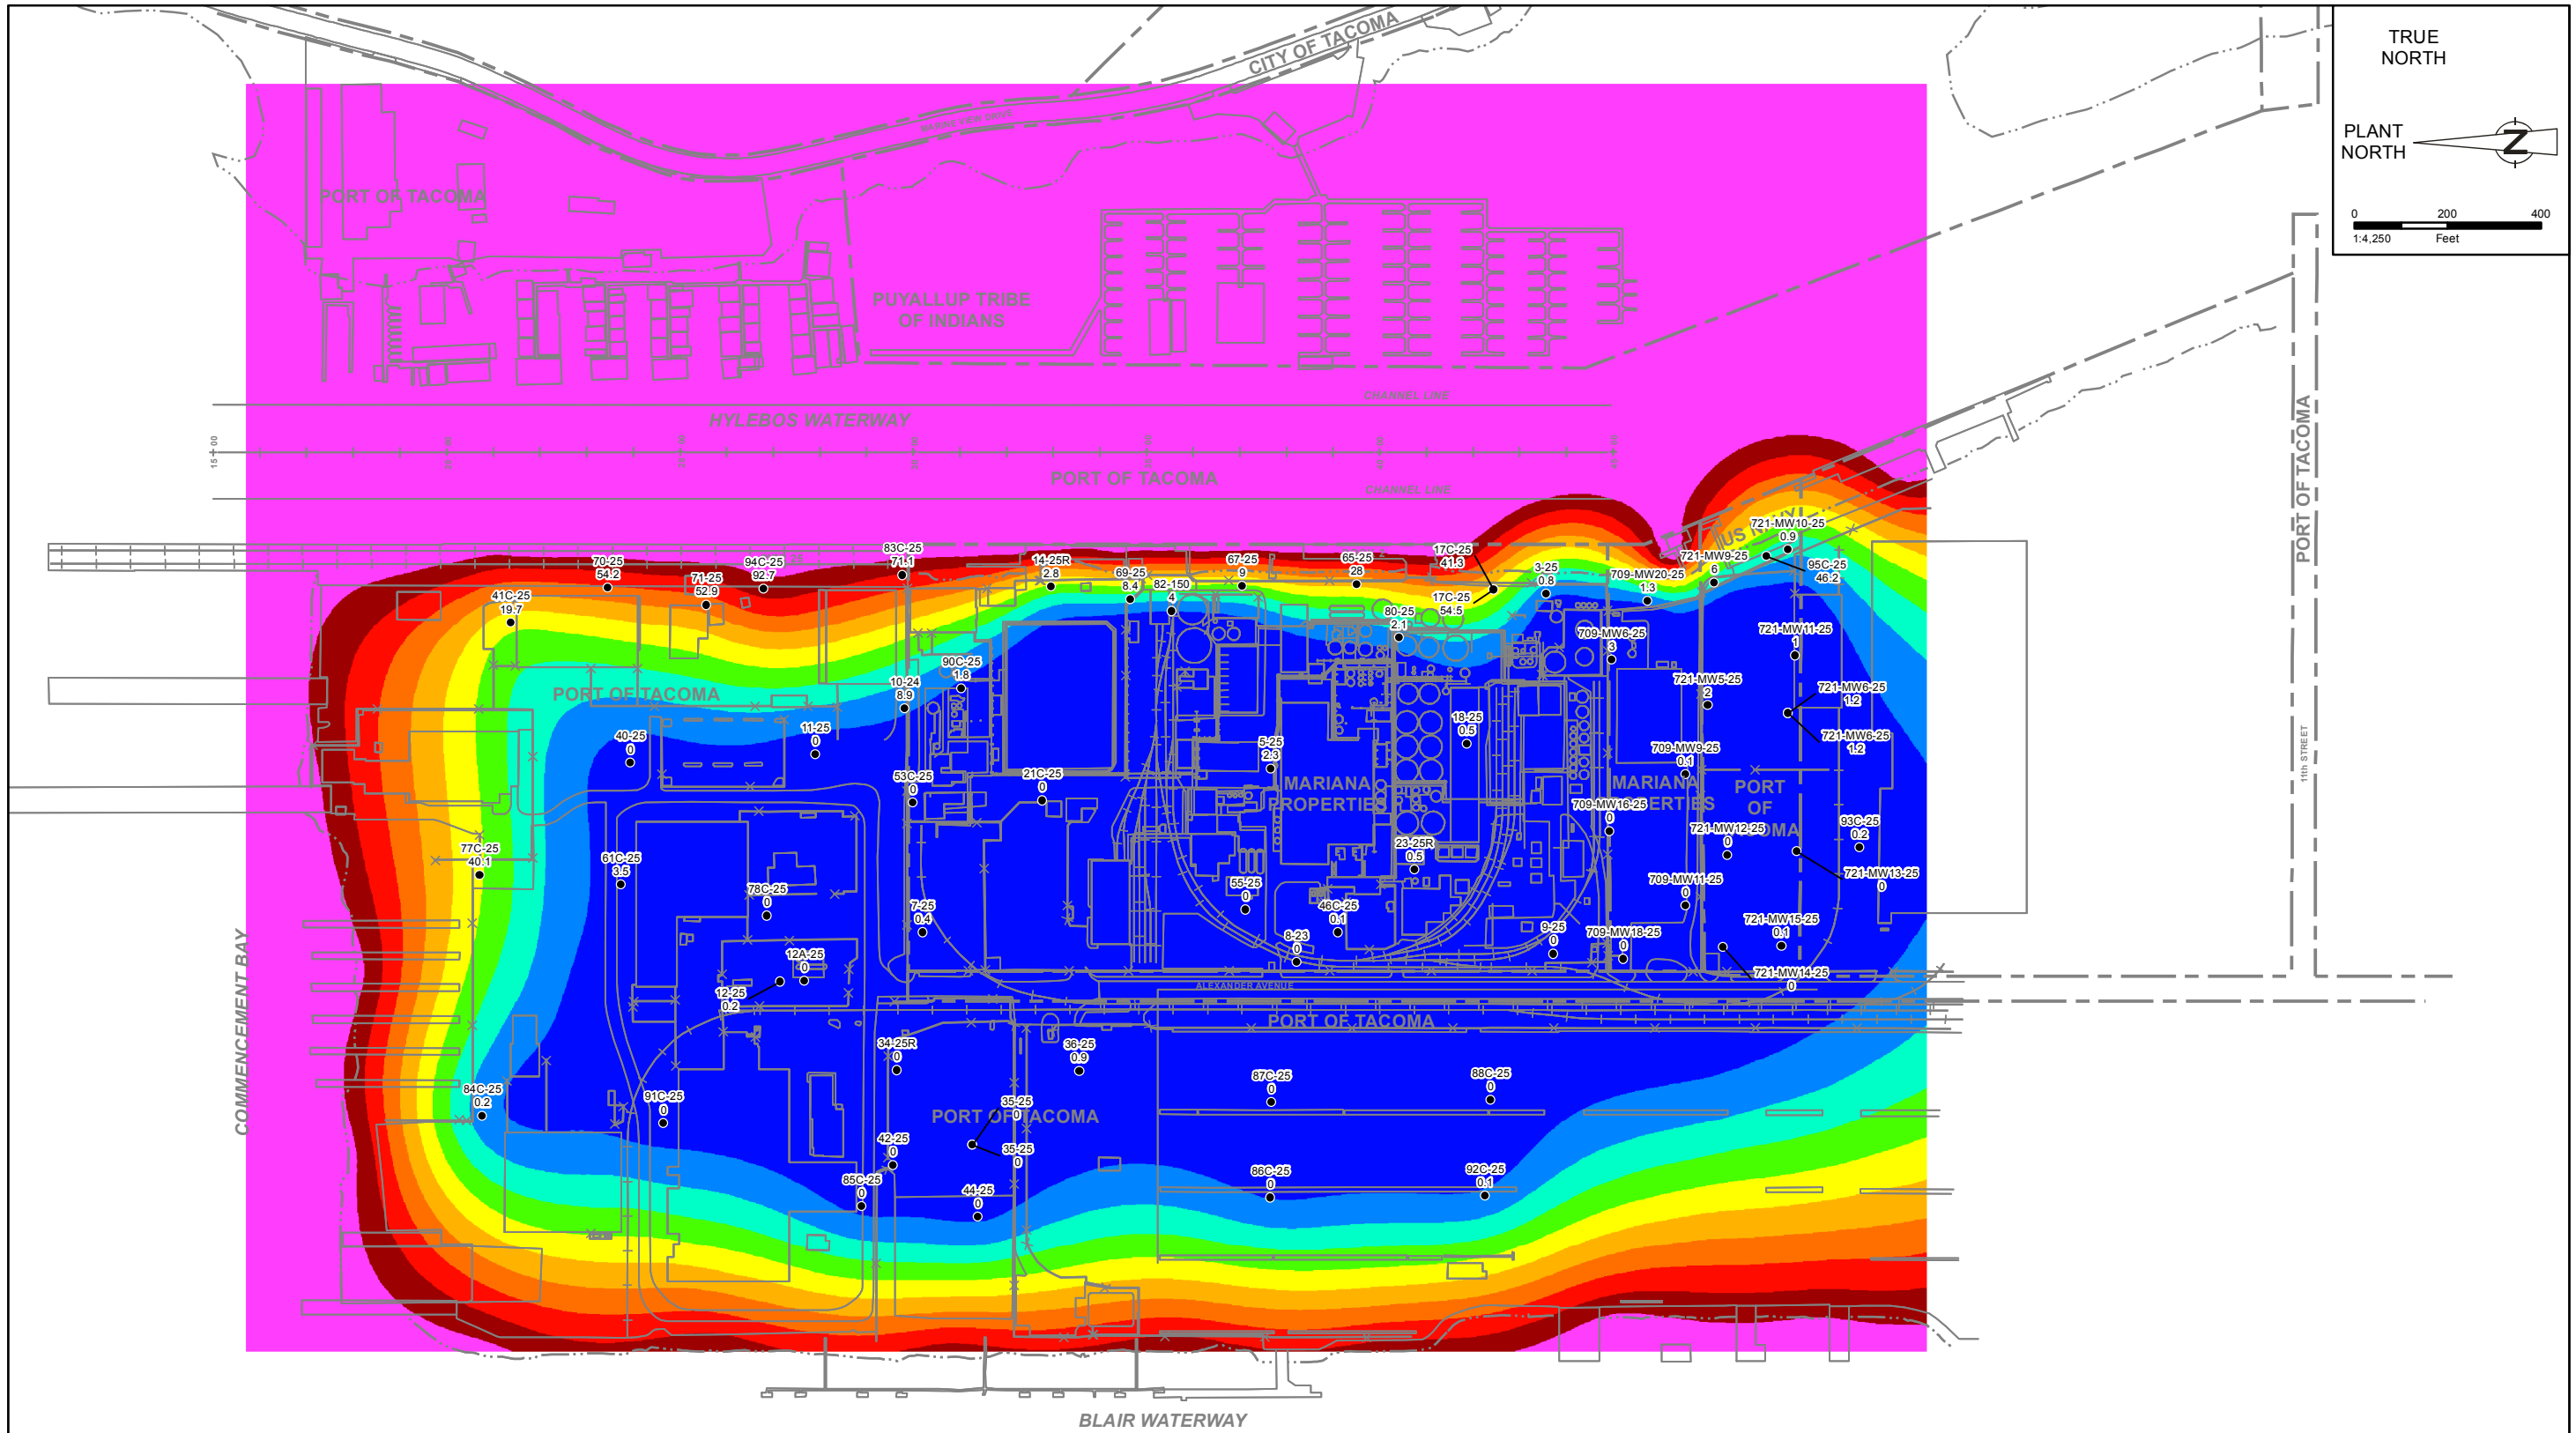 TRUE
NORTH
PLANT
NORTH
Z
0 200 400
1:4,250 Feet
CITY OF TACOMA
MARINE VIEW DRIVE
PORT OF TACOMA
PUYALLUP TRIBE
OF INDIANS
CHANNEL LINE
HYLEBOS WATERWAY
15+00
PORT OF TACOMA
CHANNEL LINE
PORT OF TACOMA
11th STREET
US NAVY
721-MW10-25
0.9
83C-25
71.1
94C-25
92.7
70-25
54.2
71-25
52.9
41C-25
19.7
14-25R
2.8
69-25
8.4
82-150
4
67-25
9
65-25
28
17C-25
41.3
17C-25
54.5
3-25
0.8
709-MW20-25
1.3
721-MW9-25
6
95C-25
46.2
80-25
2.1
709-MW6-25
3
721-MW11-25
1
90C-25
1.8
10-24
8.9
PORT OF TACOMA
721-MW5-25
2
721-MW6-25
1.2
721-MW6-25
1.2
40-25
0
11-25
0
18-25
0.5
5-25
2.3
709-MW9-25
0.1
53C-25
0
21C-25
0
MARIANA
PROPERTIES
MARIANA
PROPERTIES
PORT
OF
TACOMA
709-MW16-25
0
721-MW12-25
0
93C-25
0.2
77C-25
40.1
61C-25
3.5
23-25R
0.5
721-MW13-25
0
78C-25
0
55-25
0
709-MW11-25
0
7-25
0.4
46C-25
0.1
8-23
0
9-25
0
709-MW18-25
0
721-MW15-25
0.1
12A-25
0
12-25
0.2
721-MW14-25
0
ALEXANDER AVENUE
PORT OF TACOMA
COMMENCEMENT BAY
34-25R
0
36-25
0.9
87C-25
0
88C-25
0
84C-25
0.2
91C-25
0
35-25
0
PORT OF TACOMA
42-25
0
35-25
0
85C-25
0
44-25
0
86C-25
0
92C-25
0.1
BLAIR WATERWAY